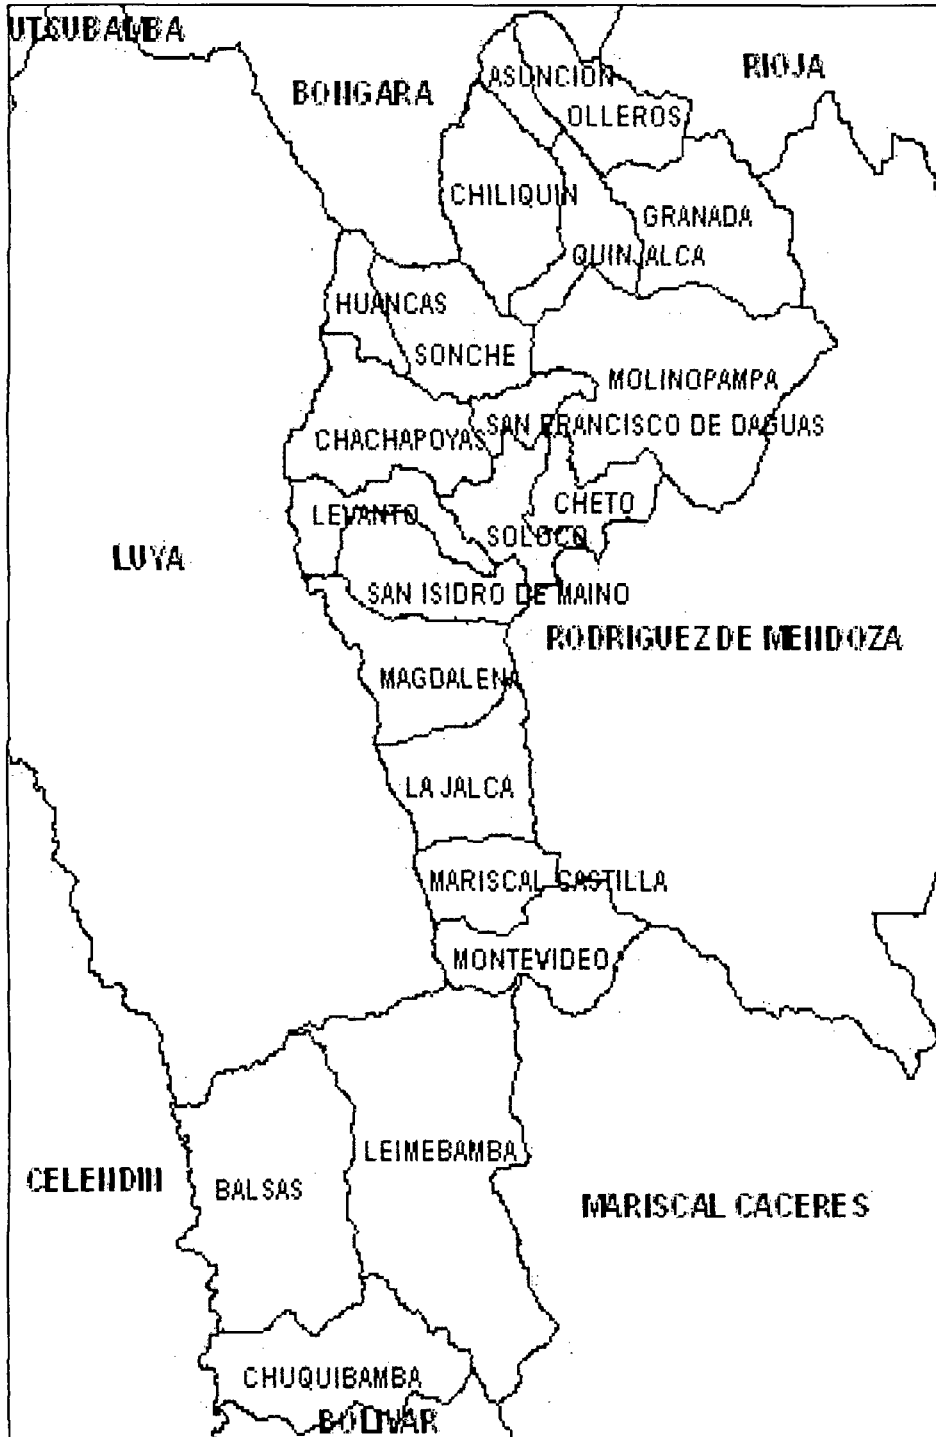 UTCUBAMBA
BONGARA
ASUNCION
RIOJA
OLLEROS
CHILIQUIN
GRANADA
QUINJALCA
HUANCAS
SONCHE
MOLINOPAMPA
SAN FRANCISCO DE DAGUAS
CHACHAPOYAS
CHETO
LEVANTO
SOLOCO
LUYA
SAN ISIDRO DE MAINO
RODRIGUEZ DE MENDOZA
MAGDALENA
LA JALCA
MARISCAL CASTILLA
MONTEVIDEO
LEIMEBAMBA
CELENDIN
BALSAS
MARISCAL CACERES
CHUQUIBAMBA
BOLIVAR